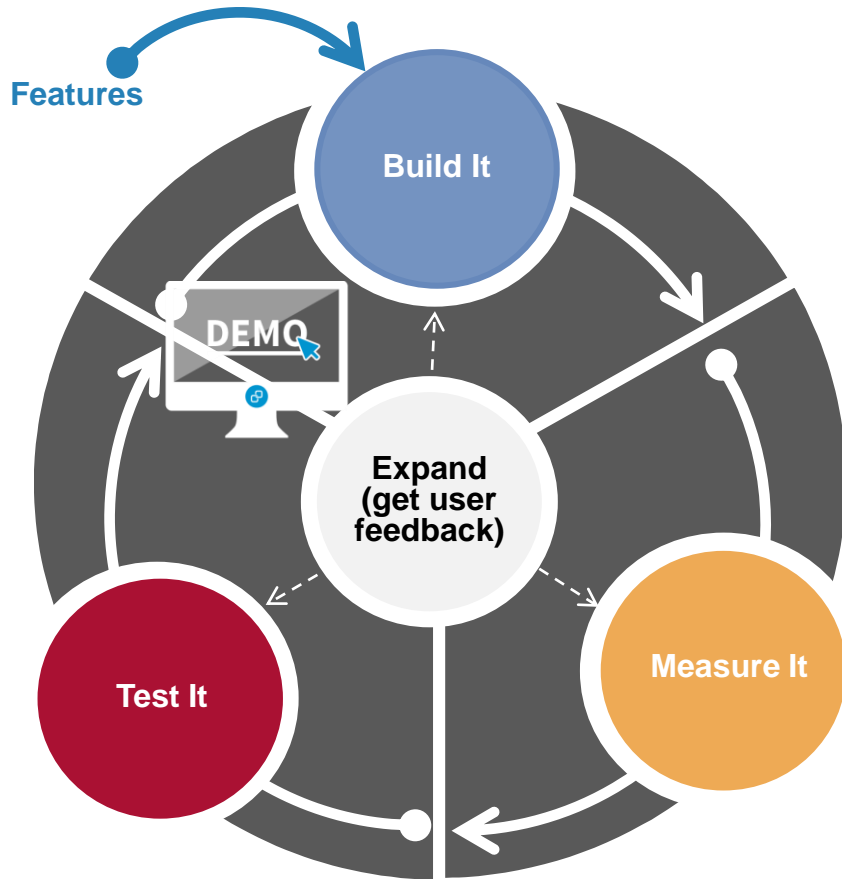 Features
Build It
DEMO
Expand
(get user
feedback)
Measure It
Test It